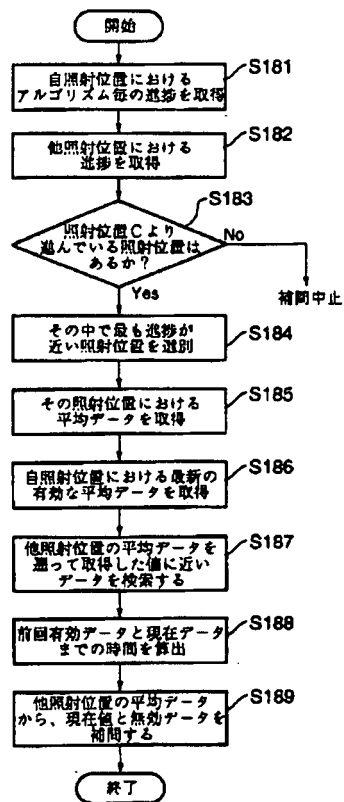 開始
S181
自照射位置における
アルゴリズム毎の進捗を取得
S182
他照射位置における
進捗を取得
S183
照射位置Cより
進んでいる照射位置は
あるか?
No
Yes
補間中止
S184
その中で最も進捗が
近い照射位置を選別
S185
その照射位置における
平均データを取得
S186
自照射位置における最新の
有効な平均データを取得
S187
他照射位置の平均データを
遡って取得した値に近い
データを検索する
S188
前回有効データと現在データ
までの時間を算出
S189
他照射位置の平均データ
から、現在値と無効データを
補間する
終了